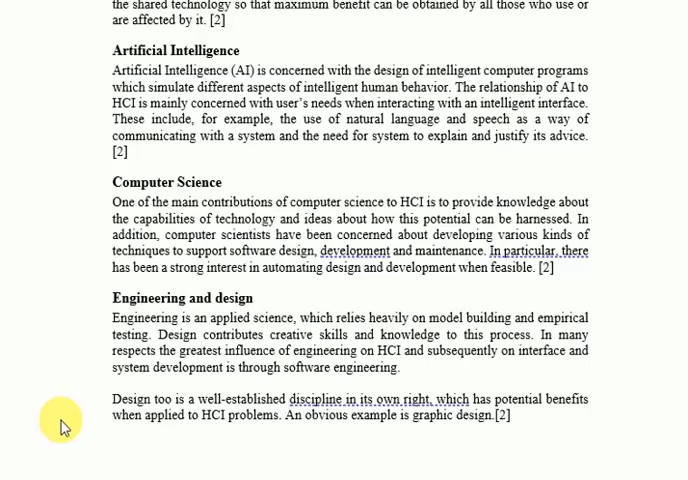 the shared technology so that maximum benefit can be obtained by all those who use or
are affected by it. [2]
Artificial Intelligence
Artificial Intelligence (AI) is concerned with the design of intelligent computer programs
which simulate different aspects of intelligent human behavior. The relationship of AI to
HCI is mainly concerned with user’s needs when interacting with an intelligent interface.
These include, for example, the use of natural language and speech as a way of
communicating with a system and the need for system to explain and justify its advice.
[2]
Computer Science
One of the main contributions of computer science to HCI is to provide knowledge about
the capabilities of technology and ideas about how this potential can be harnessed. In
addition, computer scientists have been concerned about developing various kinds of
techniques to support software design, development and maintenance. In particular, there
has been a strong interest in automating design and development when feasible. [2]
Engineering and design
Engineering is an applied science, which relies heavily on model building and empirical
testing. Design contributes creative skills and knowledge to this process. In many
respects the greatest influence of engineering on HCI and subsequently on interface and
system development is through software engineering.
Design too is a well-established discipline in its own right, which has potential benefits
when applied to HCI problems. An obvious example is graphic design.[2]